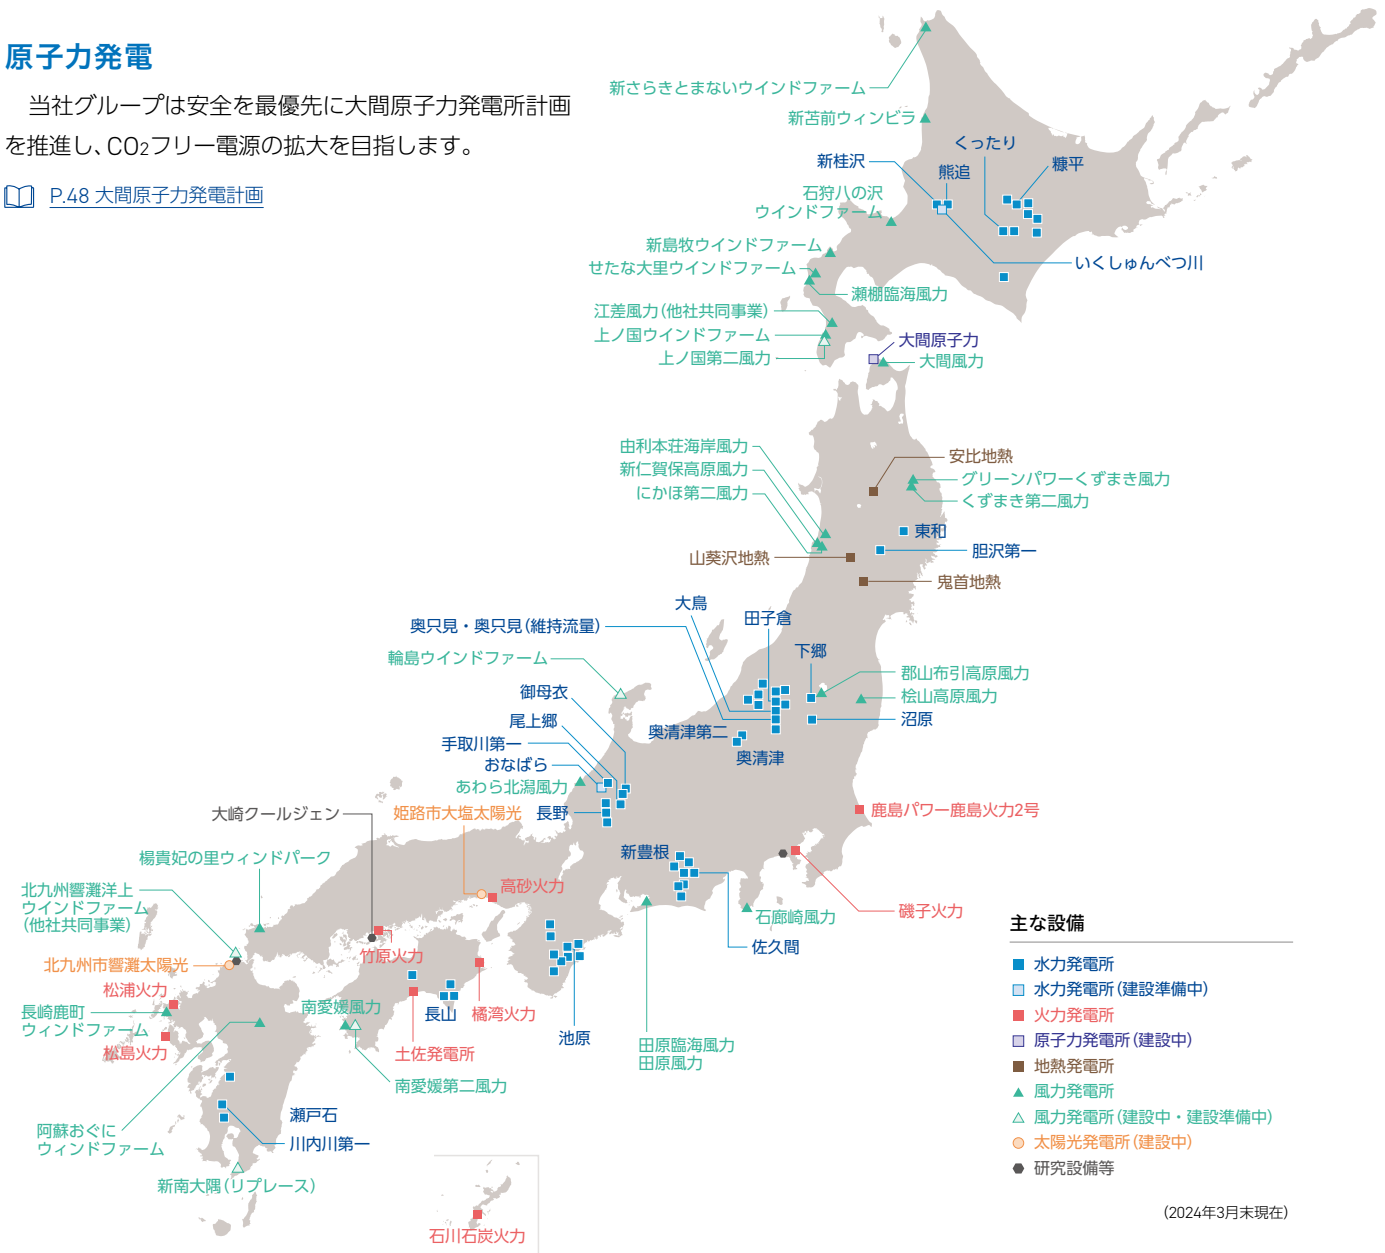 原子力発電
当社グループは安全を最優先に大間原子力発電所計画
を推進し、CO2フリー電源の拡大を目指します。
P.48 大間原子力発電計画
新さらきとまないウインドファーム
新苫前ウィンビラ
くったり
新桂沢
熊追
糠平
石狩八の沢
ウインドファーム
新島牧ウインドファーム
いくしゅんべつ川
せたな大里ウインドファーム
瀬棚臨海風力
江差風力(他社共同事業)
上ノ国ウインドファーム
大間原子力
上ノ国第二風力
大間風力
由利本荘海岸風力
安比地熱
新仁賀保高原風力
グリーンパワーくずまき風力
にかほ第二風力
くずまき第二風力
東和
胆沢第一
山葵沢地熱
鬼首地熱
大鳥
田子倉
奥只見・奥只見(維持流量)
下郷
輪島ウインドファーム
郡山布引高原風力
御母衣
桧山高原風力
尾上郷
沼原
奥清津第二
手取川第一
奥清津
おなばら
あわら北潟風力
大崎クールジェン
姫路市大塩太陽光
長野
鹿島パワー鹿島火力2号
新豊根
楊貴妃の里ウィンドパーク
高砂火力
北九州響灘洋上
ウインドファーム
(他社共同事業)
石廊崎風力
磯子火力
佐久間
竹原火力
北九州市響灘太陽光
松浦火力
長崎鹿町
ウィンドファーム
南愛媛風力
長山
橘湾火力
池原
松島火力
土佐発電所
田原臨海風力
田原風力
南愛媛第二風力
瀬戸石
阿蘇おぐに
ウィンドファーム
川内川第一
新南大隅(リプレース)
石川石炭火力
主な設備
水力発電所
水力発電所(建設準備中)
火力発電所
原子力発電所(建設中)
地熱発電所
風力発電所
風力発電所(建設中・建設準備中)
太陽光発電所(建設中)
研究設備等
(2024年3月末現在)